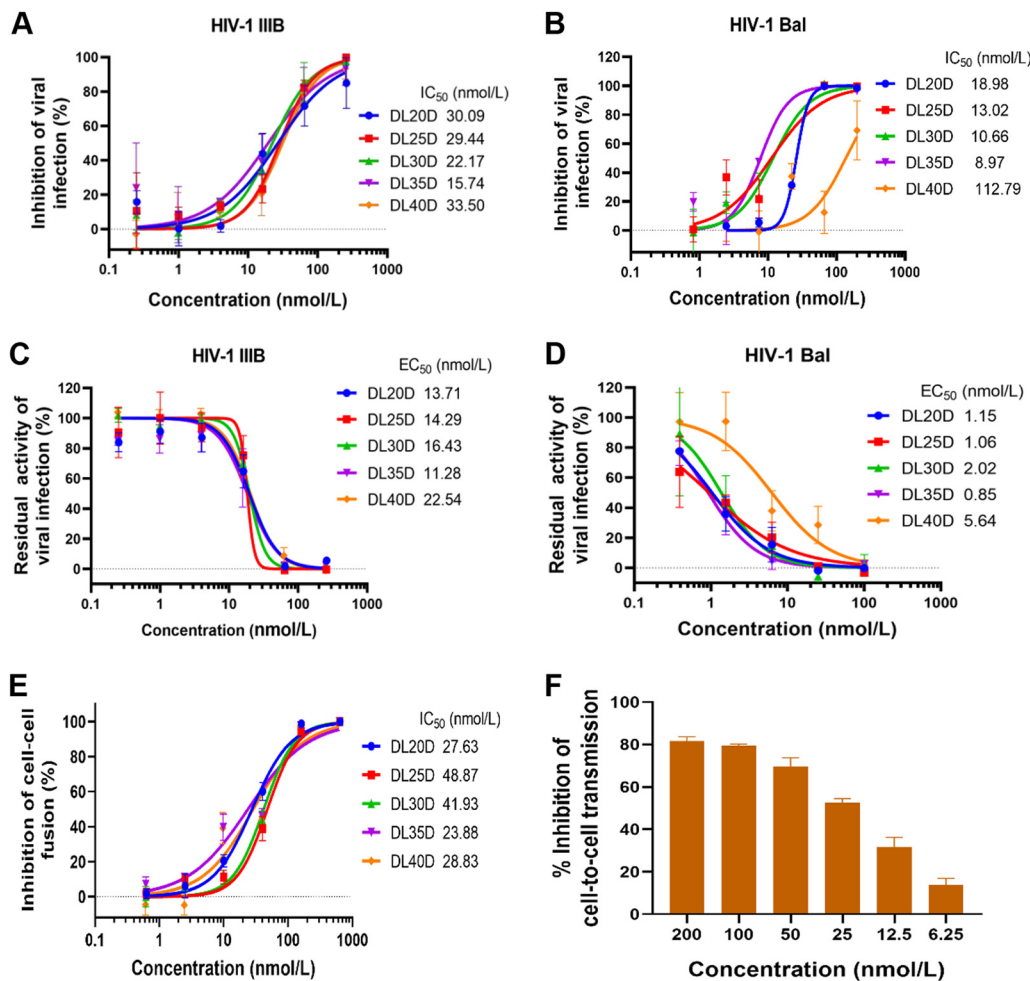 A
HIV-1 IIIB
Inhibition of viral
infection (%)
100
80
60
40
20
0
0.1
1
10
100
1000
Concentration (nmol/L)
IC50 (nmol/L)
DL20D 30.09
DL25D 29.44
DL30D 22.17
DL35D 15.74
DL40D 33.50
B
HIV-1 Bal
Inhibition of viral
infection (%)
120
100
80
60
40
20
0
0.1
1
10
100
1000
Concentration (nmol/L)
IC50 (nmol/L)
DL20D 18.98
DL25D 13.02
DL30D 10.66
DL35D 8.97
DL40D 112.79
C
HIV-1 IIIB
Residual activity of
viral infection (%)
120
100
80
60
40
20
0
0.1
1
10
100
1000
Concentration (nmol/L)
EC50 (nmol/L)
DL20D 13.71
DL25D 14.29
DL30D 16.43
DL35D 11.28
DL40D 22.54
D
HIV-1 Bal
Residual activity of
viral infection (%)
120
100
80
60
40
20
0
0.1
1
10
100
1000
Concentration (nmol/L)
EC50 (nmol/L)
DL20D 1.15
DL25D 1.06
DL30D 2.02
DL35D 0.85
DL40D 5.64
E
Inhibition of cell-cell
fusion (%)
100
80
60
40
20
0
0.1
1
10
100
1000
Concentration (nmol/L)
IC50 (nmol/L)
DL20D 27.63
DL25D 48.87
DL30D 41.93
DL35D 23.88
DL40D 28.83
F
% Inhibition of
cell-to-cell transmission
100
80
60
40
20
0
200
100
50
25
12.5
6.25
Concentration (nmol/L)